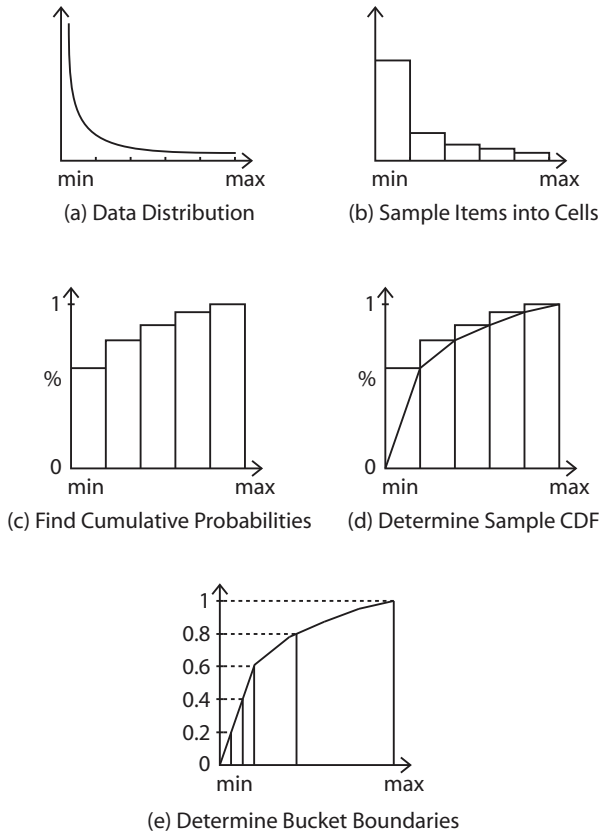 min max
(a) Data Distribution
min max
(b) Sample Items into Cells
1
%
0
min max
(c) Find Cumulative Probabilities
1
%
0
min max
(d) Determine Sample CDF
1
0.8
0.6
0.4
0.2
0
min max
(e) Determine Bucket Boundaries